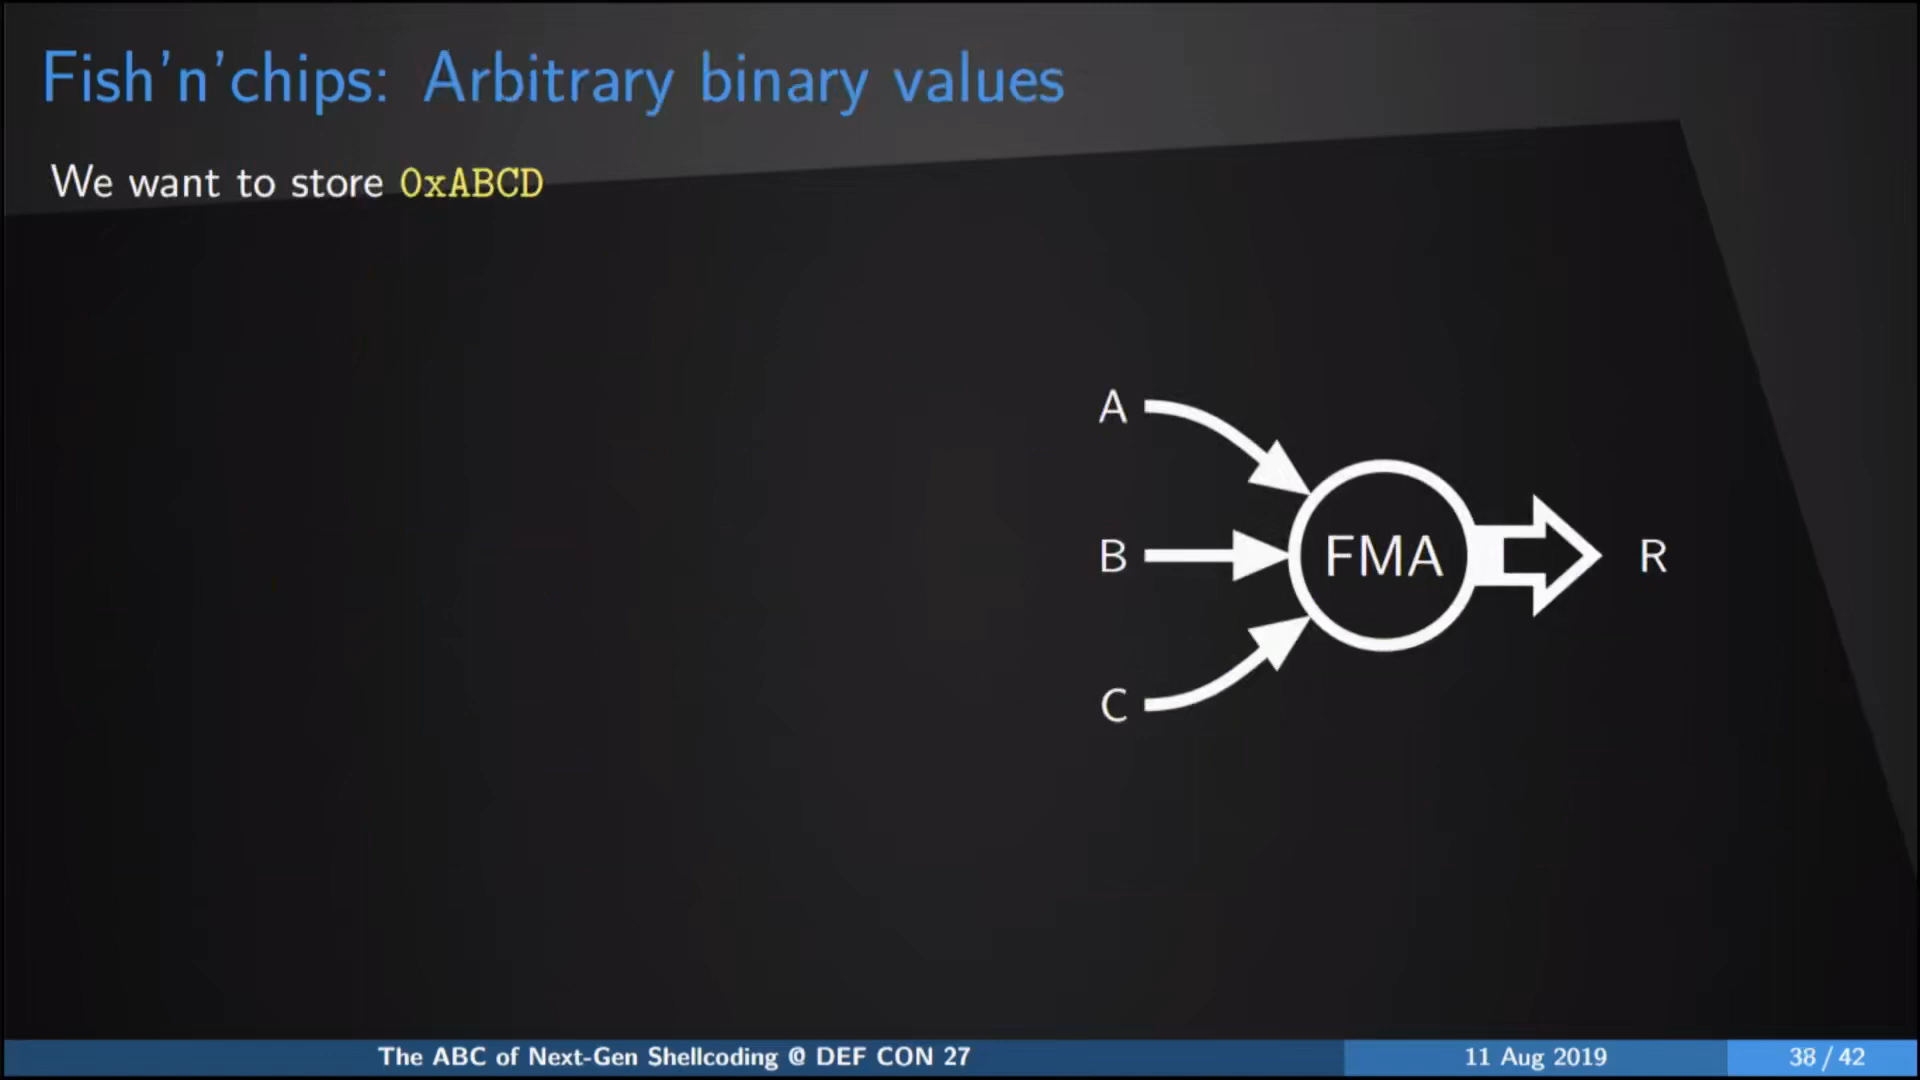 Fish'n'chips: Arbitrary binary values
We want to store 0xABCD
A
B
C
FMA
R
The ABC of Next-Gen Shellcoding @ DEF CON 27
11 Aug 2019
38 / 42